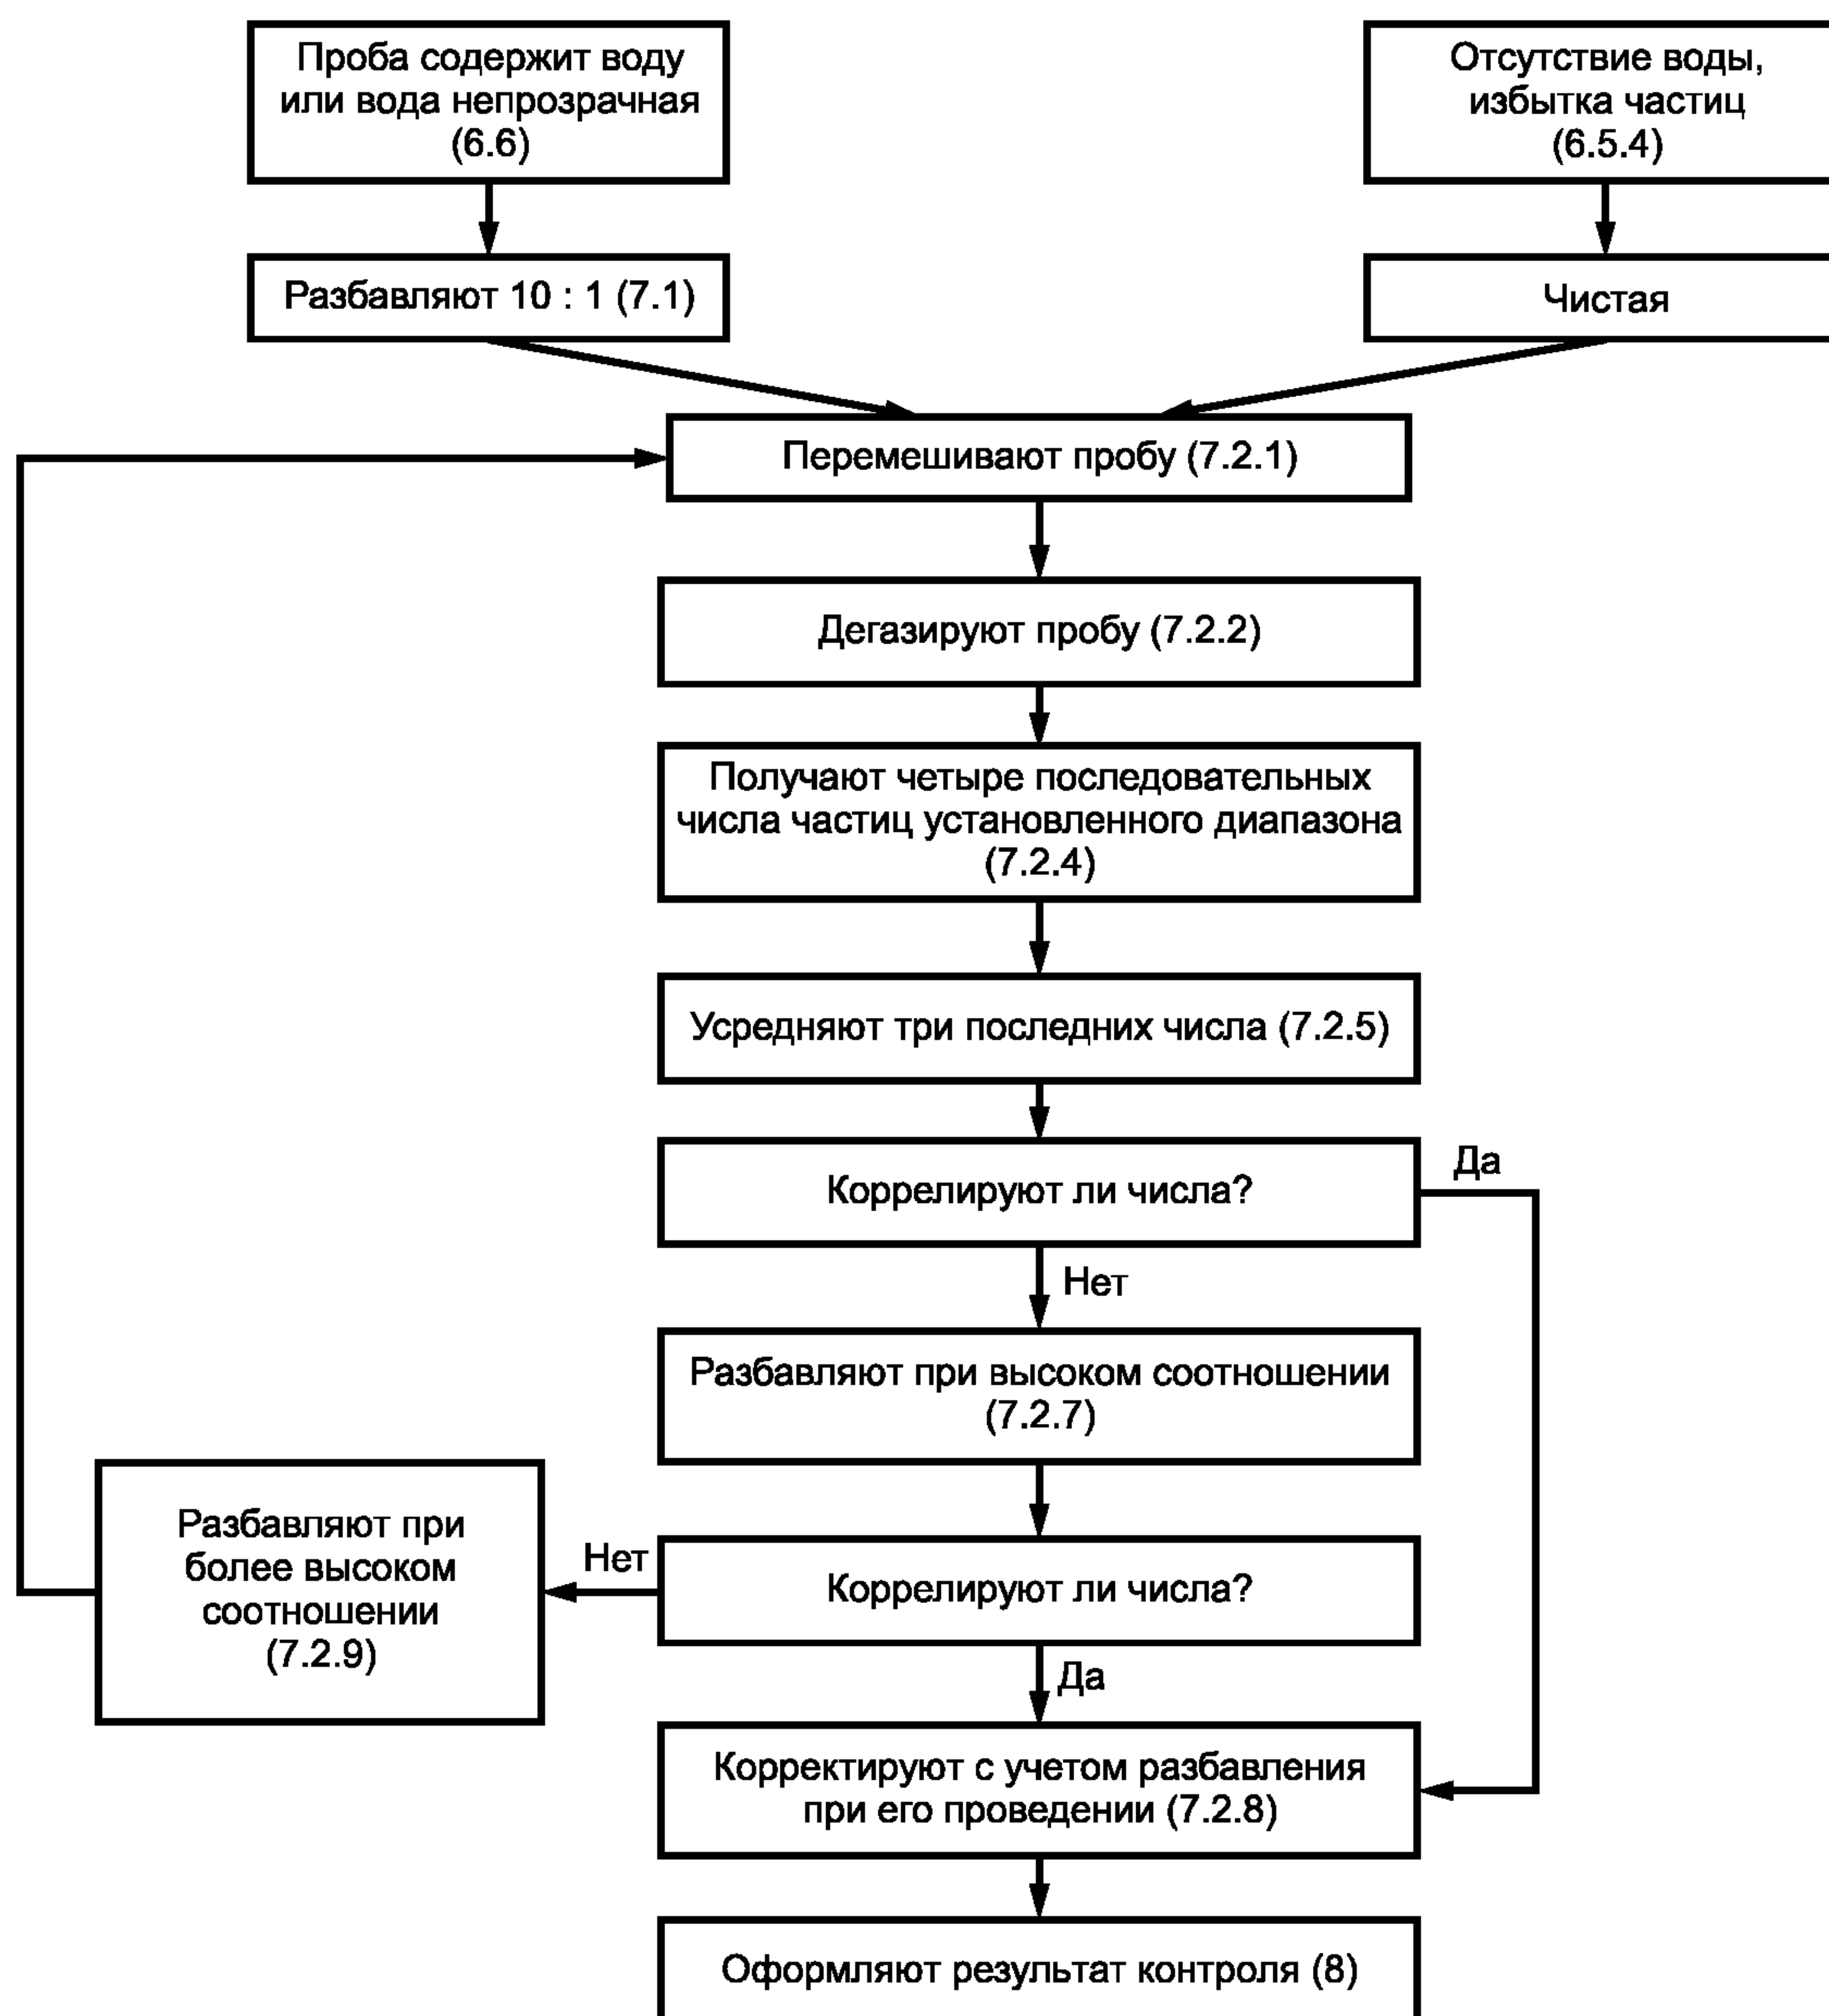 Проба содержит воду
или вода непрозрачная
(6.6)
Отсутствие воды,
избытка частиц
(6.5.4)
Разбавляют 10 : 1 (7.1)
Чистая
Перемешивают пробу (7.2.1)
Дегазируют пробу (7.2.2)
Получают четыре последовательных
числа частиц установленного диапазона
(7.2.4)
Усредняют три последних числа (7.2.5)
Коррелируют ли числа?
Да
Нет
Разбавляют при высоком соотношении
(7.2.7)
Разбавляют при
более высоком
соотношении
(7.2.9)
Нет
Коррелируют ли числа?
Да
Корректируют с учетом разбавления
при его проведении (7.2.8)
Оформляют результат контроля (8)